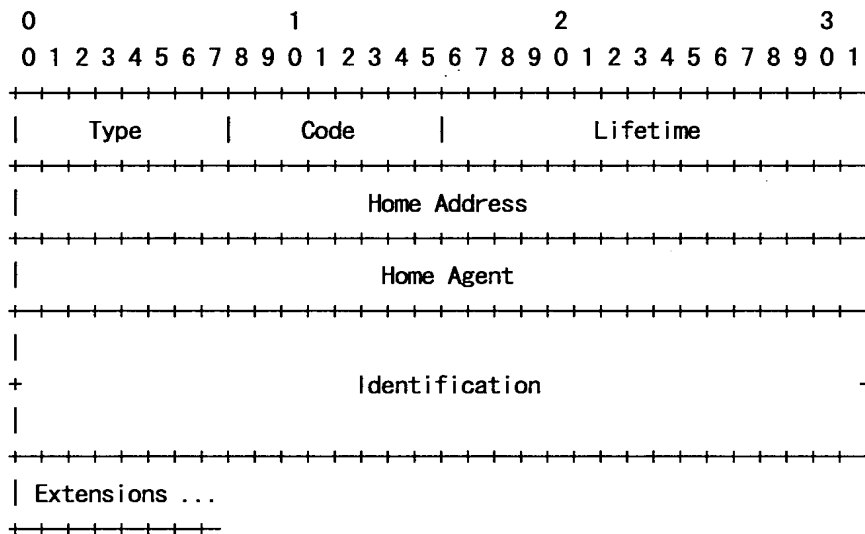 0                   1                   2                   3
0 1 2 3 4 5 6 7 8 9 0 1 2 3 4 5 6 7 8 9 0 1 2 3 4 5 6 7 8 9 0 1
| Type | Code | Lifetime
| Home Address
| Home Agent
|
+ Identification -
|
| Extensions ...